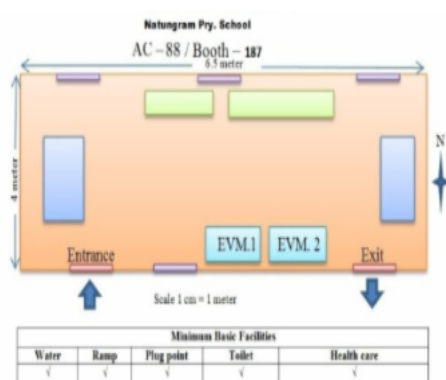 Natungram Pry. School
AC – 88 / Booth – 187
6.5 meter
4 meter
N
EVM.1 EVM. 2
Entrance Exit
Scale 1 cm = 1 meter
Minimum Basic Facilities
Water Ramp Plug point Toilet Health care
√ √ √ √ √